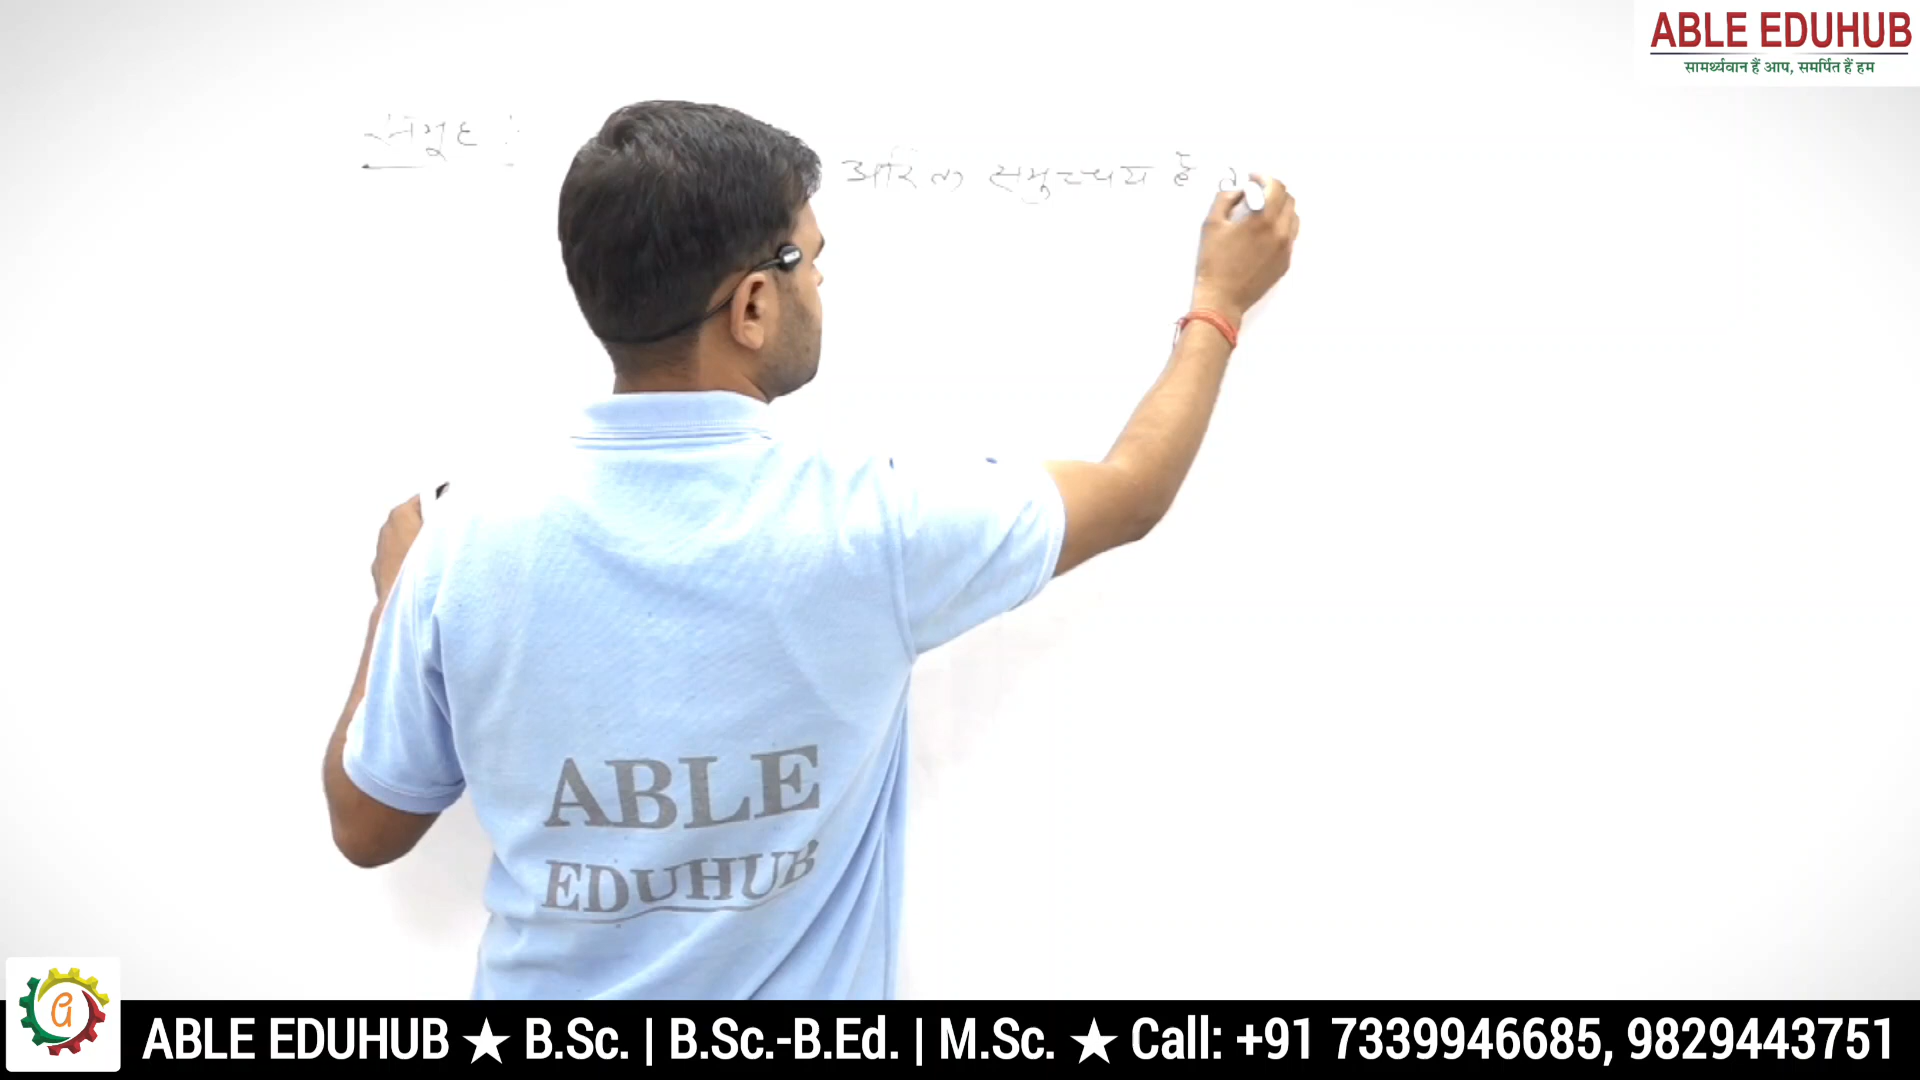 ABLE EDUHUB
सामर्थ्यवान हैं आप, समर्पित हैं हम
समूह :
अरिक्त समुच्चय है
ABLE
EDUHUB
ABLE EDUHUB ★ B.Sc. | B.Sc.-B.Ed. | M.Sc. ★ Call: +91 7339946685, 9829443751